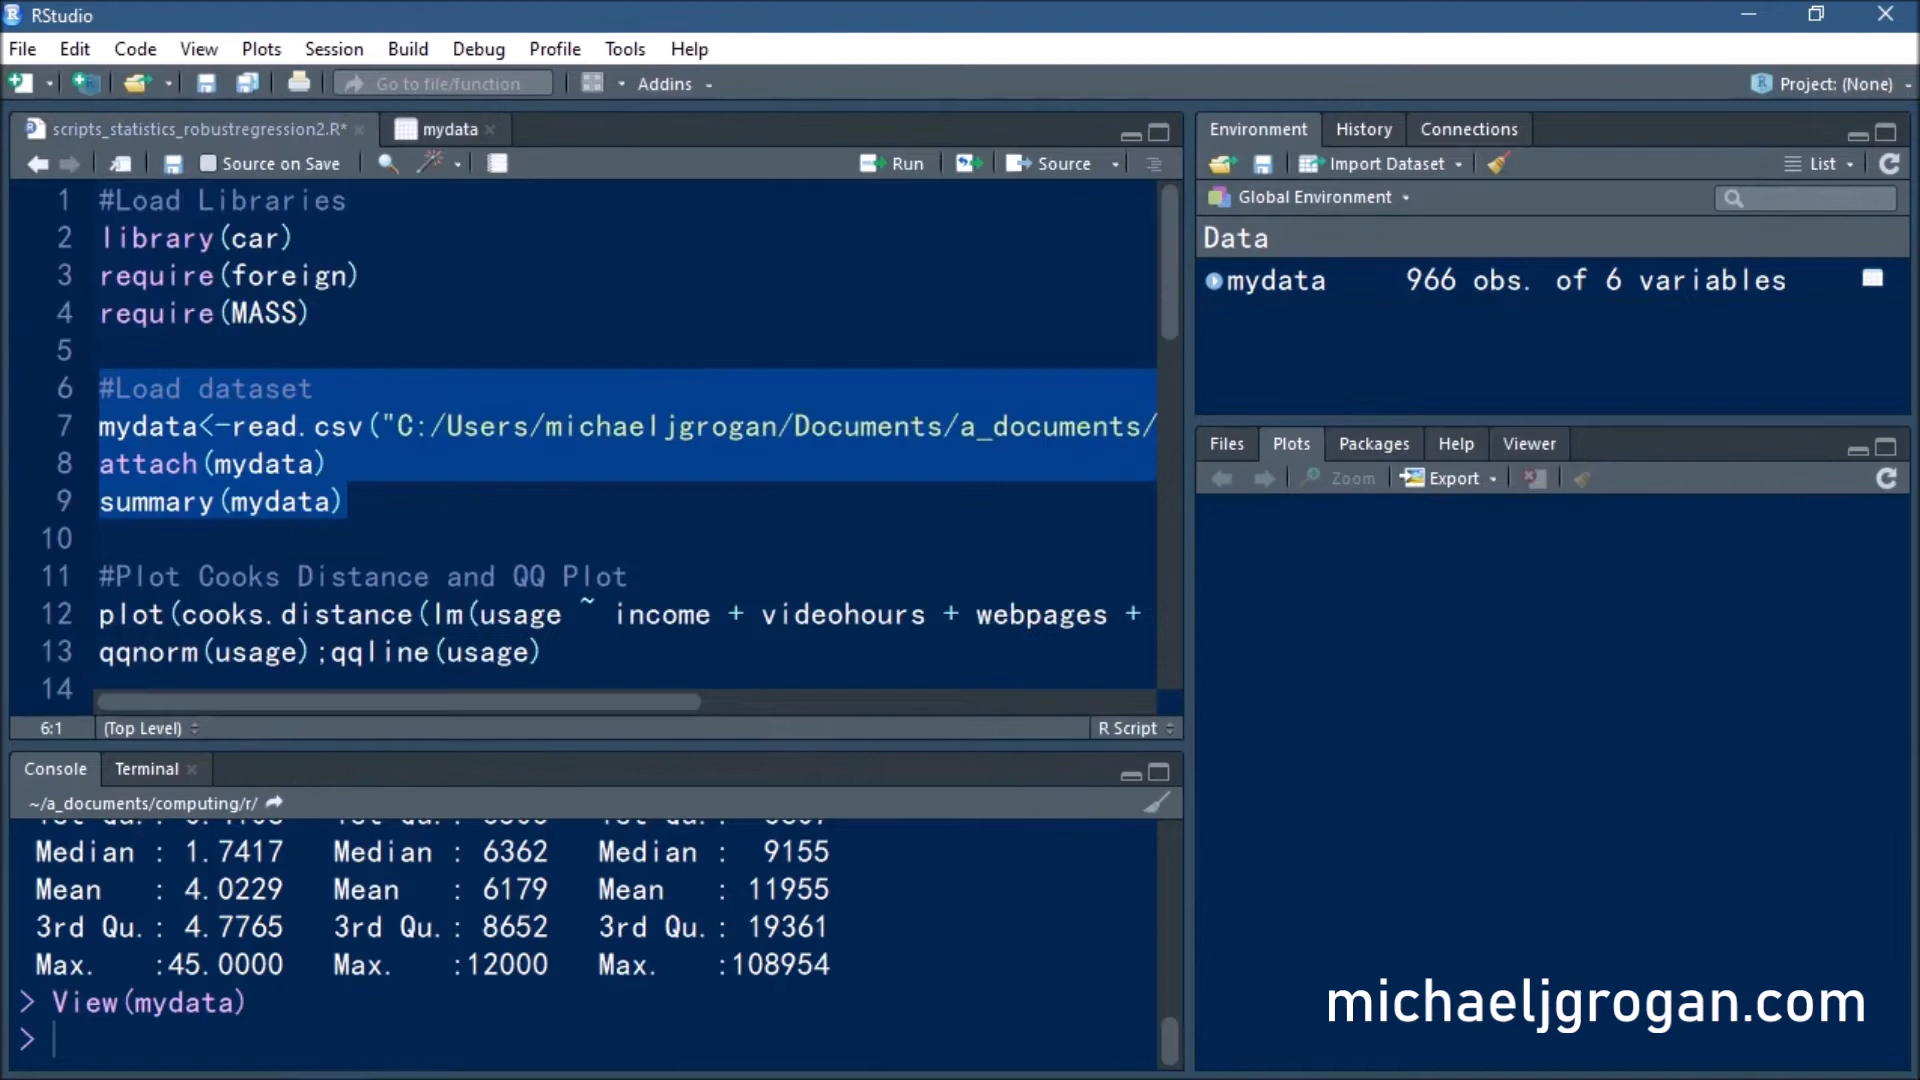 RStudio
File Edit Code View Plots Session Build Debug Profile Tools Help
Go to file/function Addins Project: (None)
scripts_statistics_robustregression2.R* mydata
Source on Save Run Source
1 #Load Libraries
2 library(car)
3 require(foreign)
4 require(MASS)
5
6 #Load dataset
7 mydata<-read.csv("C:/Users/michaeljgrogan/Documents/a_documents/
8 attach(mydata)
9 summary(mydata)
10
11 #Plot Cooks Distance and QQ Plot
12 plot(cooks.distance(lm(usage ~ income + videohours + webpages +
13 qqnorm(usage);qqline(usage)
14
6:1 (Top Level) R Script
Console Terminal
~/a_documents/computing/r/
Median : 1.7417 Median : 6362 Median : 9155
Mean : 4.0229 Mean : 6179 Mean : 11955
3rd Qu.: 4.7765 3rd Qu.: 8652 3rd Qu.: 19361
Max. :45.0000 Max. :12000 Max. :108954
> View(mydata)
>
Environment History Connections
Import Dataset List
Global Environment
Data
mydata 966 obs. of 6 variables
Files Plots Packages Help Viewer
Zoom Export
michaeljgrogan.com